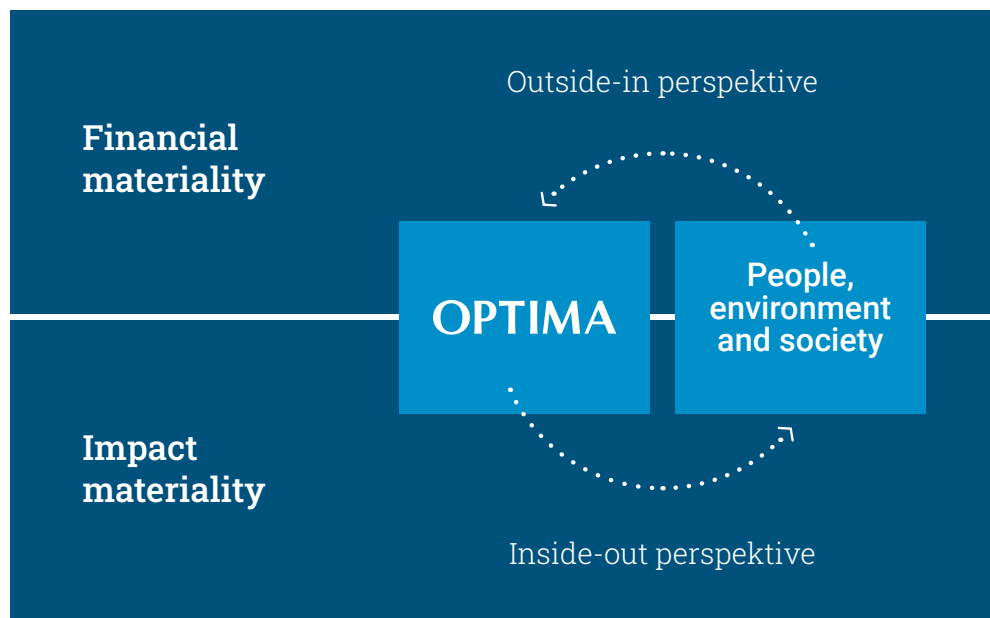 Outside-in perspektive
Financial
materiality
OPTIMA
People,
environment
and society
Impact
materiality
Inside-out perspektive